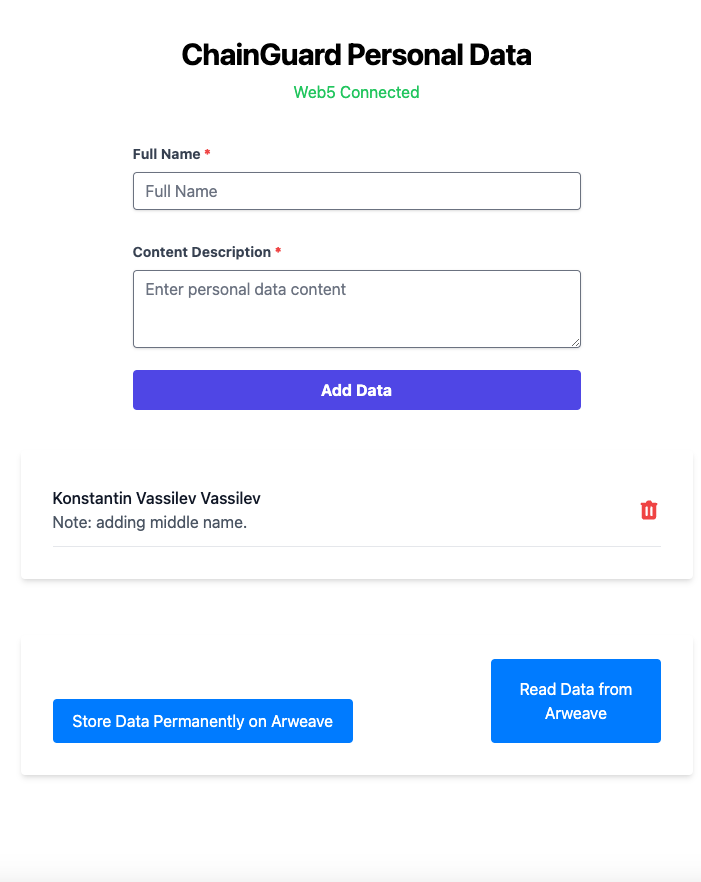 ChainGuard Personal Data
Web5 Connected
Full Name *
Full Name
Content Description *
Enter personal data content
Add Data
Konstantin Vassilev Vassilev
Note: adding middle name.
Store Data Permanently on Arweave
Read Data from
Arweave